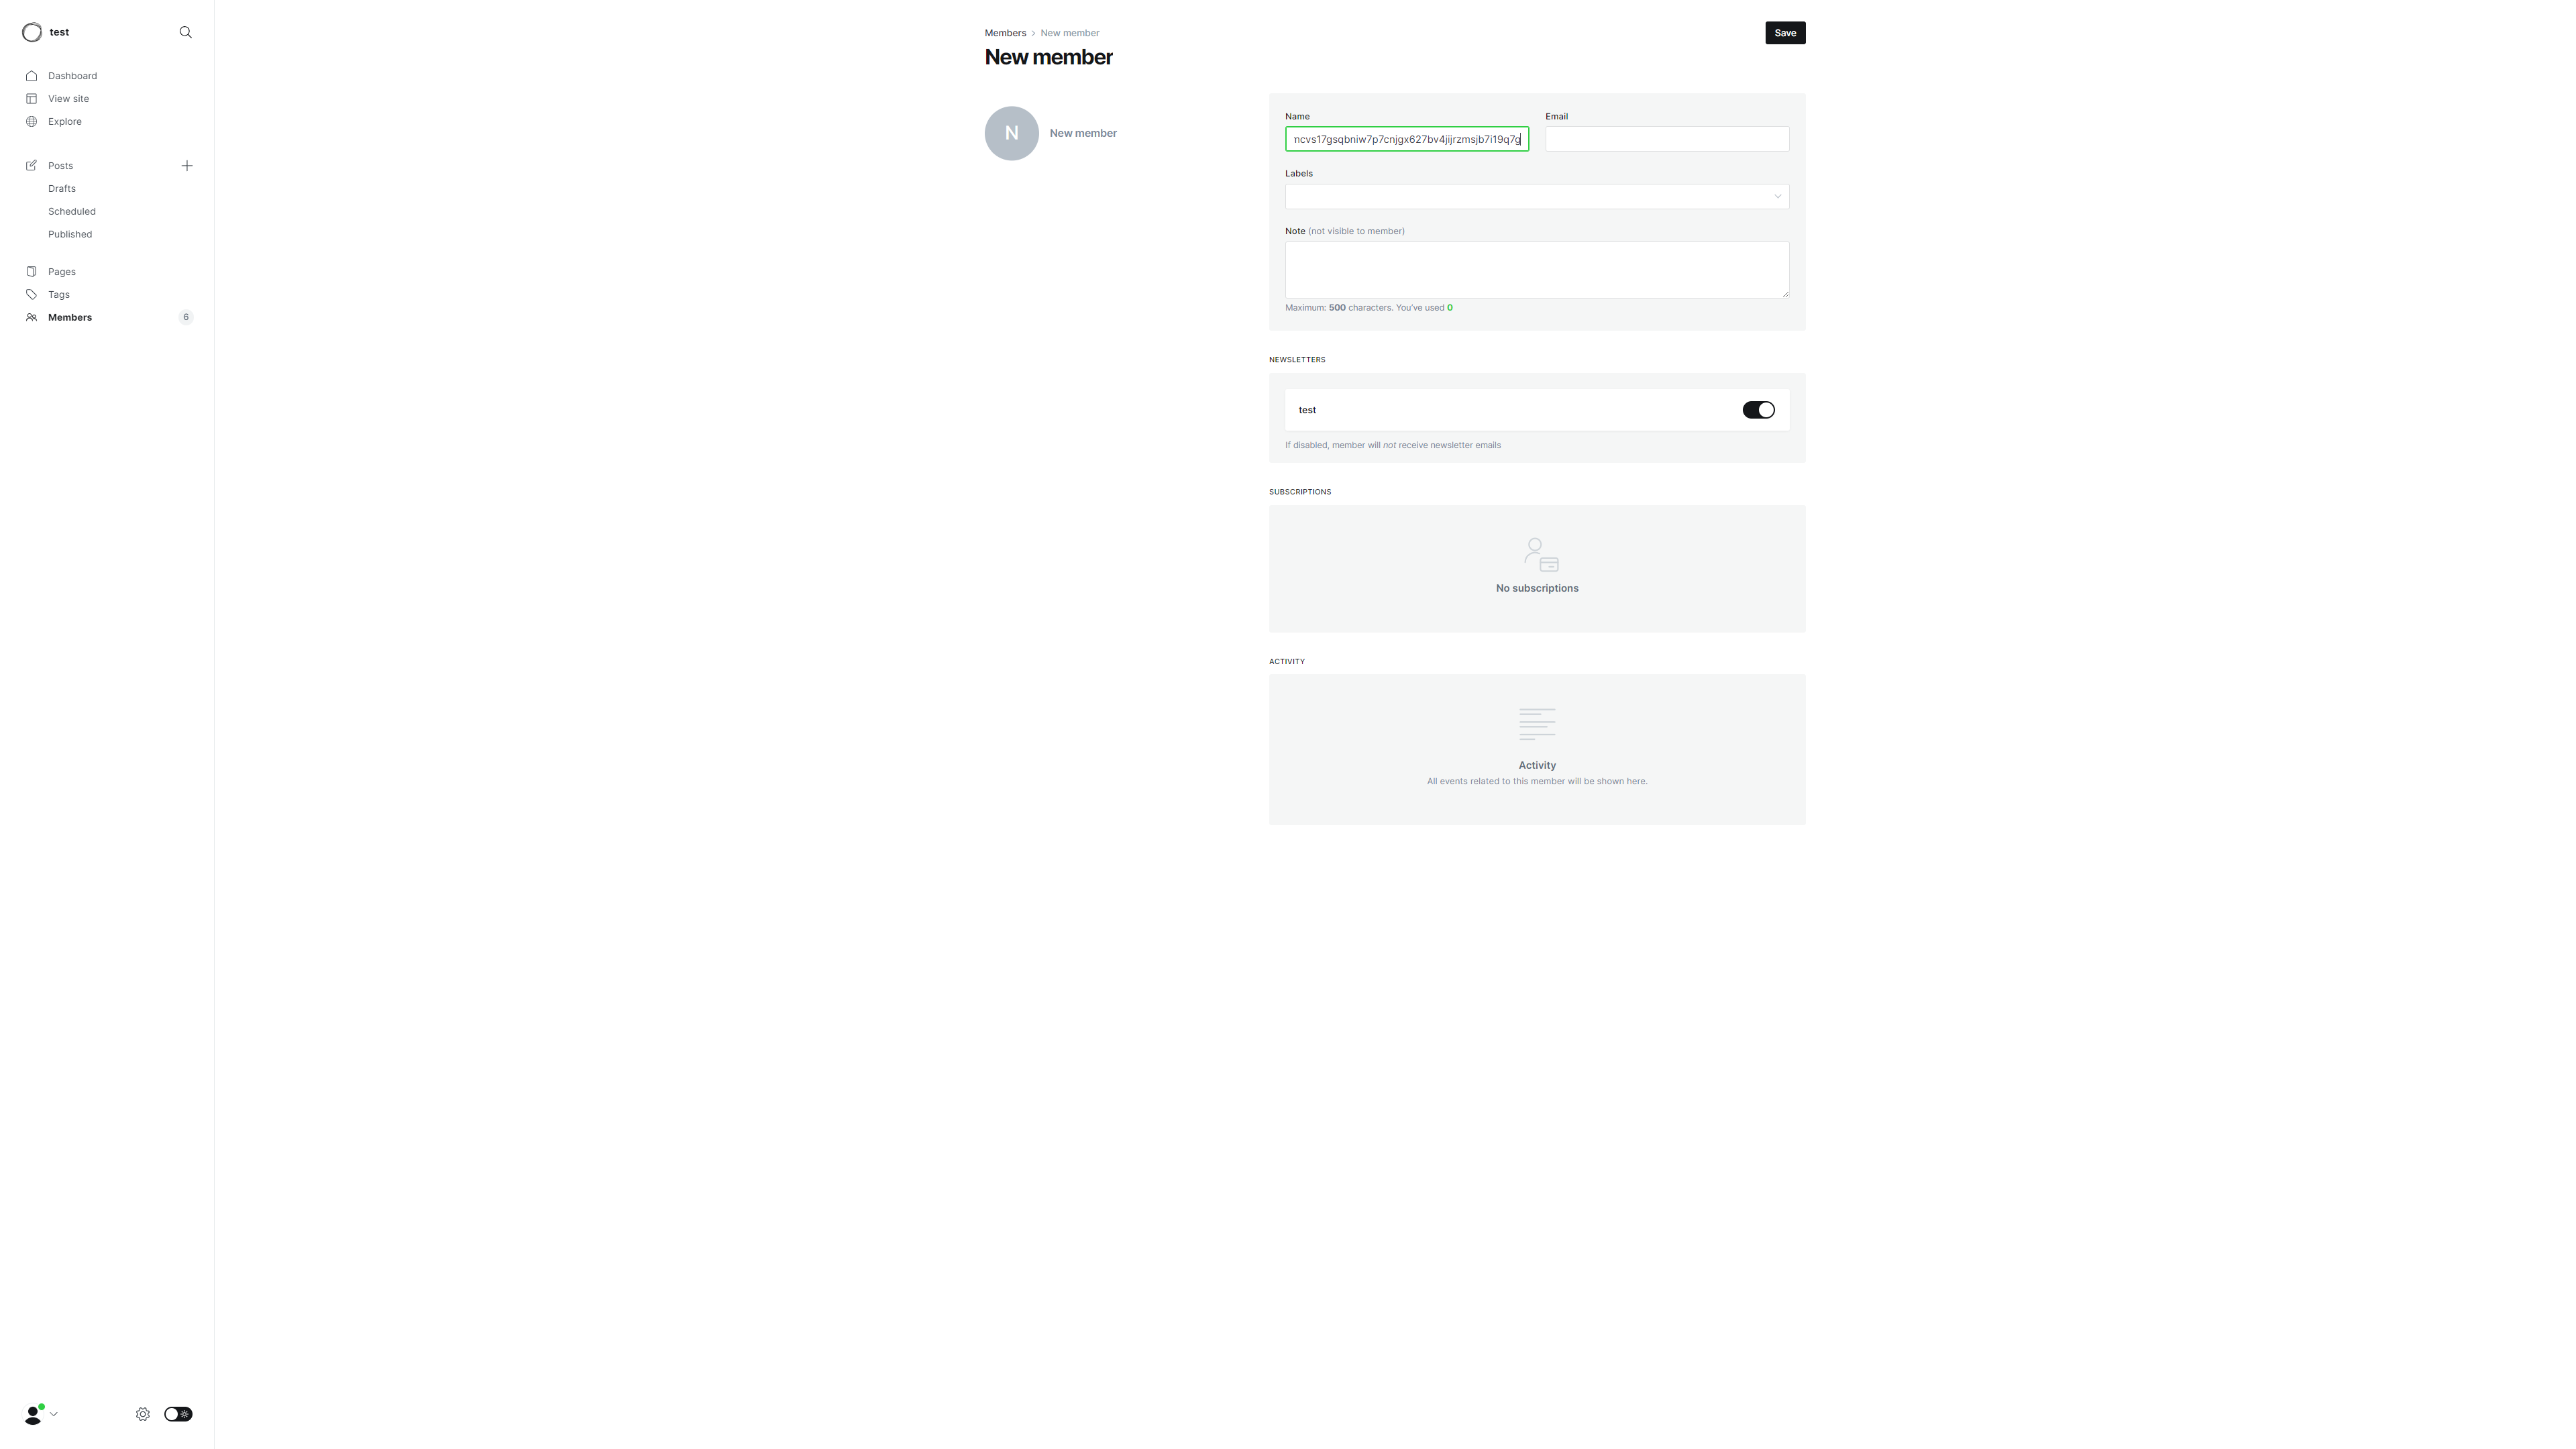 test
Dashboard
View site
Explore
Posts
Drafts
Scheduled
Published
Pages
Tags
Members 6
Members > New member
New member
Save
N New member
Name
ncvs17gsqbniw7p7cnjgx627bv4jijrzmsjb7i19q7g
Email
Labels
Note (not visible to member)
Maximum: 500 characters. You've used 0
NEWSLETTERS
test
If disabled, member will not receive newsletter emails
SUBSCRIPTIONS
No subscriptions
ACTIVITY
Activity
All events related to this member will be shown here.